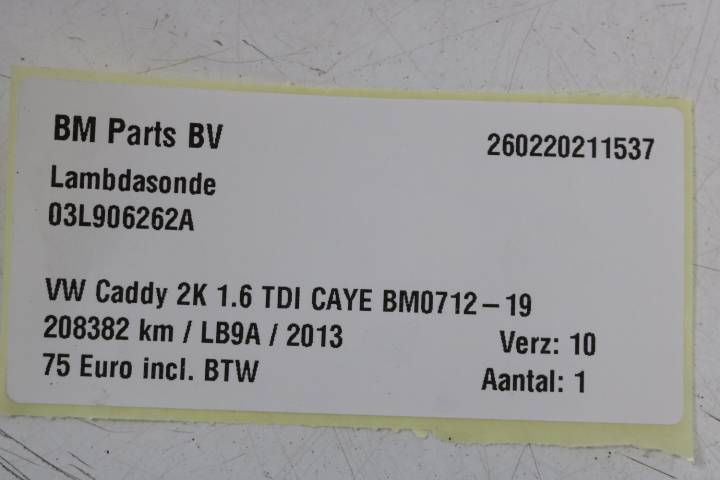 BM Parts BV 260220211537
Lambdasonde
03L906262A
VW Caddy 2K 1.6 TDI CAYE BM0712-19
208382 km / LB9A / 2013 Verz: 10
75 Euro incl. BTW Aantal: 1